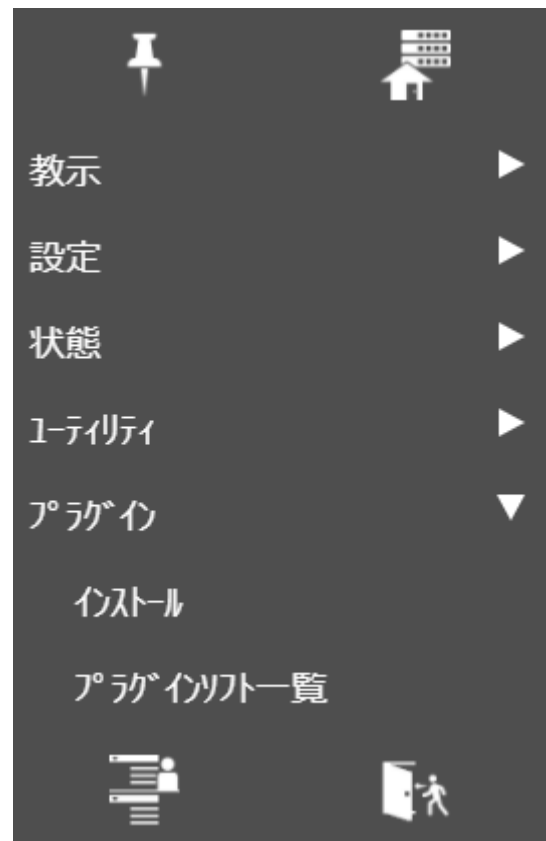 教示
設定
状態
ﾕｰﾃｨﾘﾃｨ
ﾌﾟﾗｸﾞｲﾝ
ｲﾝｽﾄｰﾙ
ﾌﾟﾗｸﾞｲﾝｿﾌﾄ一覧